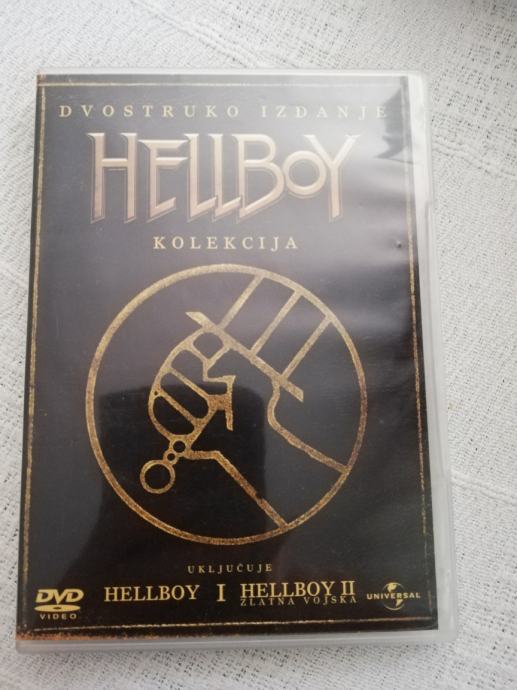 DVOSTRUKO IZDANJE
HELLBOY
KOLEKCIJA
UKLJUČUJE
HELLBOY I HELLBOY II
ZLATNA VOJSKA
DVD
VIDEO
UNIVERSAL